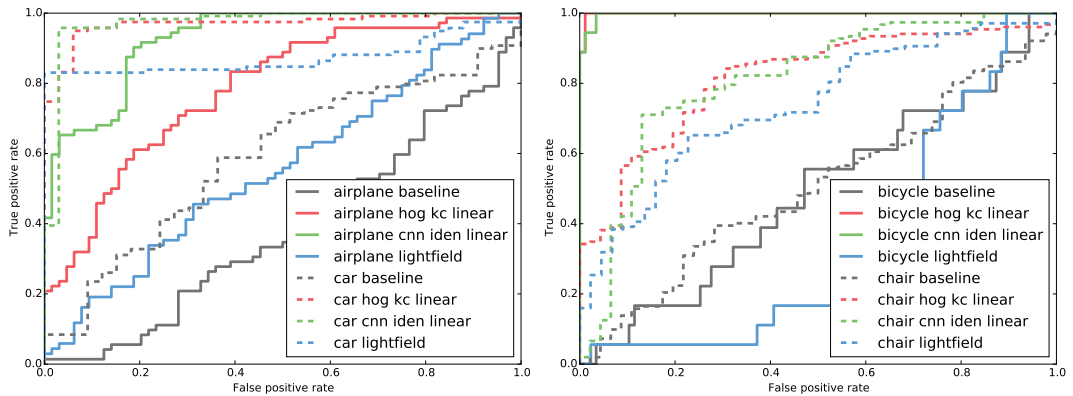 True positive rate
1.0
0.8
0.6
0.4
0.2
0.0
0.0 0.2 0.4 0.6 0.8 1.0
False positive rate
airplane baseline
airplane hog kc linear
airplane cnn iden linear
airplane lightfield
car baseline
car hog kc linear
car cnn iden linear
car lightfield
True positive rate
1.0
0.8
0.6
0.4
0.2
0.0
0.0 0.2 0.4 0.6 0.8 1.0
False positive rate
bicycle baseline
bicycle hog kc linear
bicycle cnn iden linear
bicycle lightfield
chair baseline
chair hog kc linear
chair cnn iden linear
chair lightfield